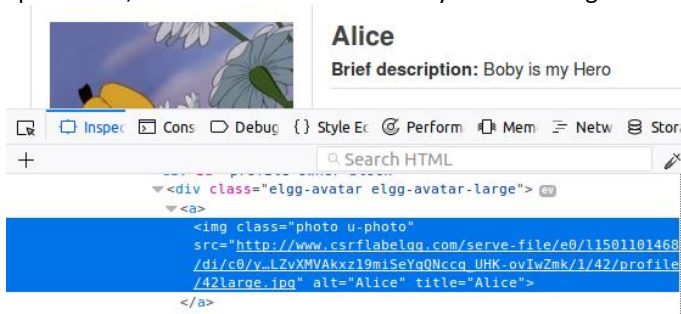 Alice
Brief description: Boby is my Hero
Inspec Cons Debug {} Style Ec Perform Mem Netw Stor
+ Search HTML
<div class="elgg-avatar elgg-avatar-large"> ev
<a>
<img class="photo u-photo"
src="http://www.csrflabelgg.com/serve-file/e0/l1501101468
/di/c0/y…LZvXMVAkxz19miSeYqQNccq_UHK-ovIwZmk/1/42/profile
/42large.jpg" alt="Alice" title="Alice">
</a>